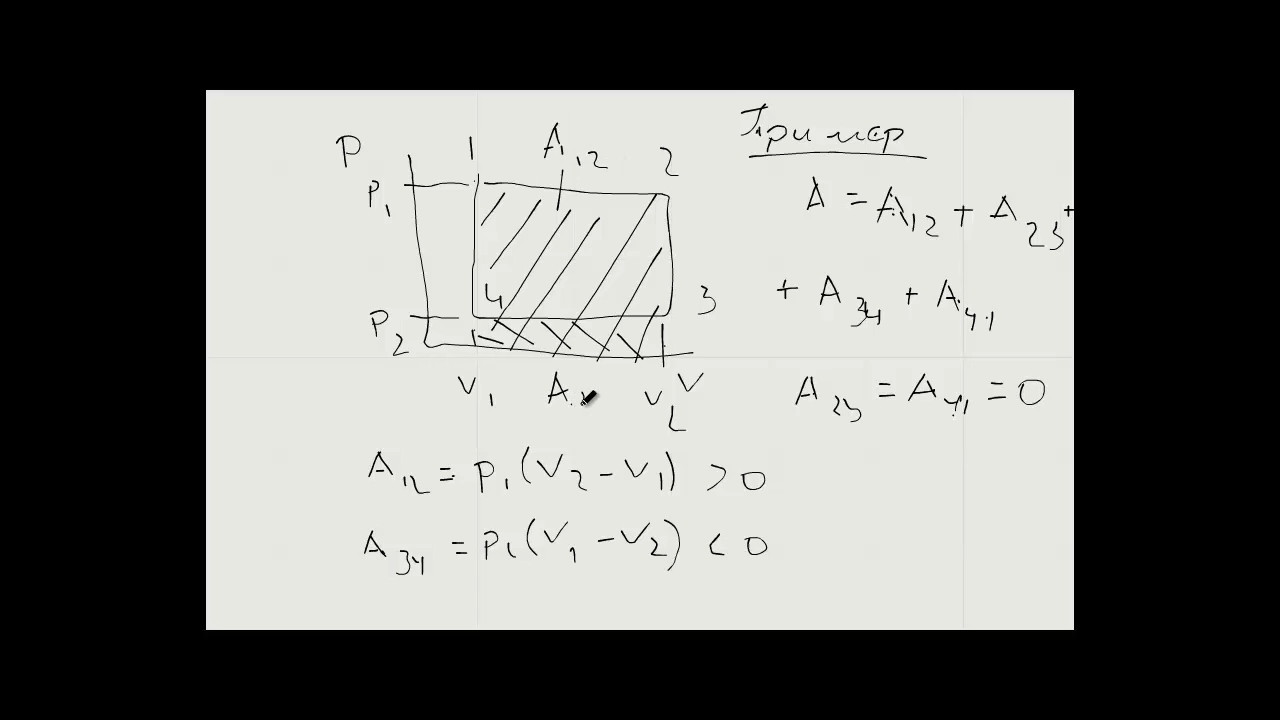 Пример
P
1
A₁₂
2
P₁
A = A₁₂ + A₂₃ +
4
3
+ A₃₄ + A₄₁
P₂
V₁
V₂
V
A₂₃ = A₄₁ = 0
A₁₂ = P₁(V₂ - V₁) > 0
A₃₄ = P₁(V₁ - V₂) < 0